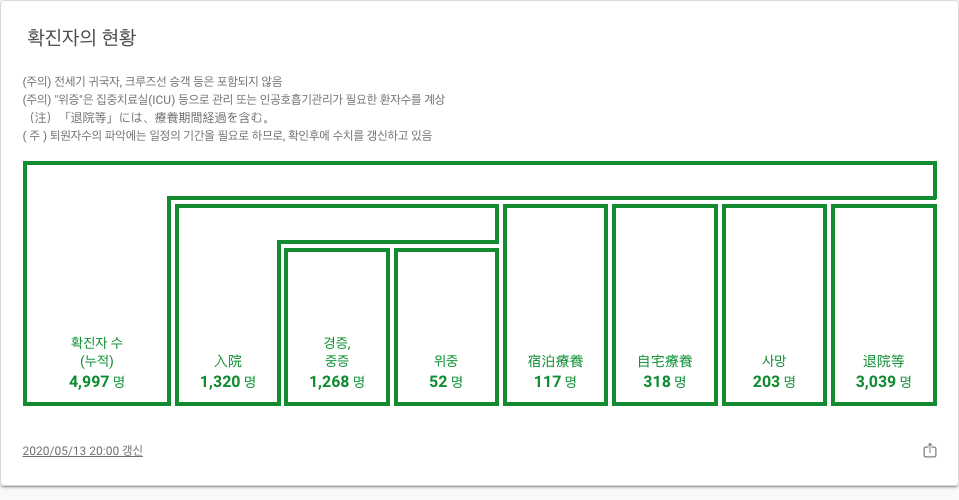 확진자의 현황
(주의) 전세기 귀국자, 크루즈선 승객 등은 포함되지 않음
(주의) "위증"은 집중치료실(ICU) 등으로 관리 또는 인공호흡기관리가 필요한 환자수를 계상
（注）「退院等」には、療養期間経過を含む。
( 주 ) 퇴원자수의 파악에는 일정의 기간을 필요로 하므로, 확인후에 수치를 갱신하고 있음
확진자 수
(누적)
4,997 명
入院
1,320 명
경증,
중증
1,268 명
위중
52 명
宿泊療養
117 명
自宅療養
318 명
사망
203 명
退院等
3,039 명
2020/05/13 20:00 갱신